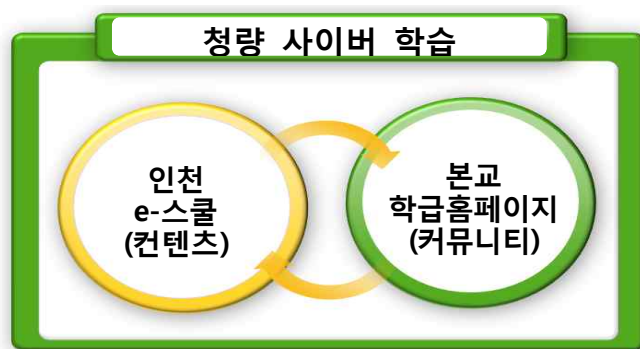 청량 사이버 학습
인천
e-스쿨
(컨텐츠)
본교
학급홈페이지
(커뮤니티)